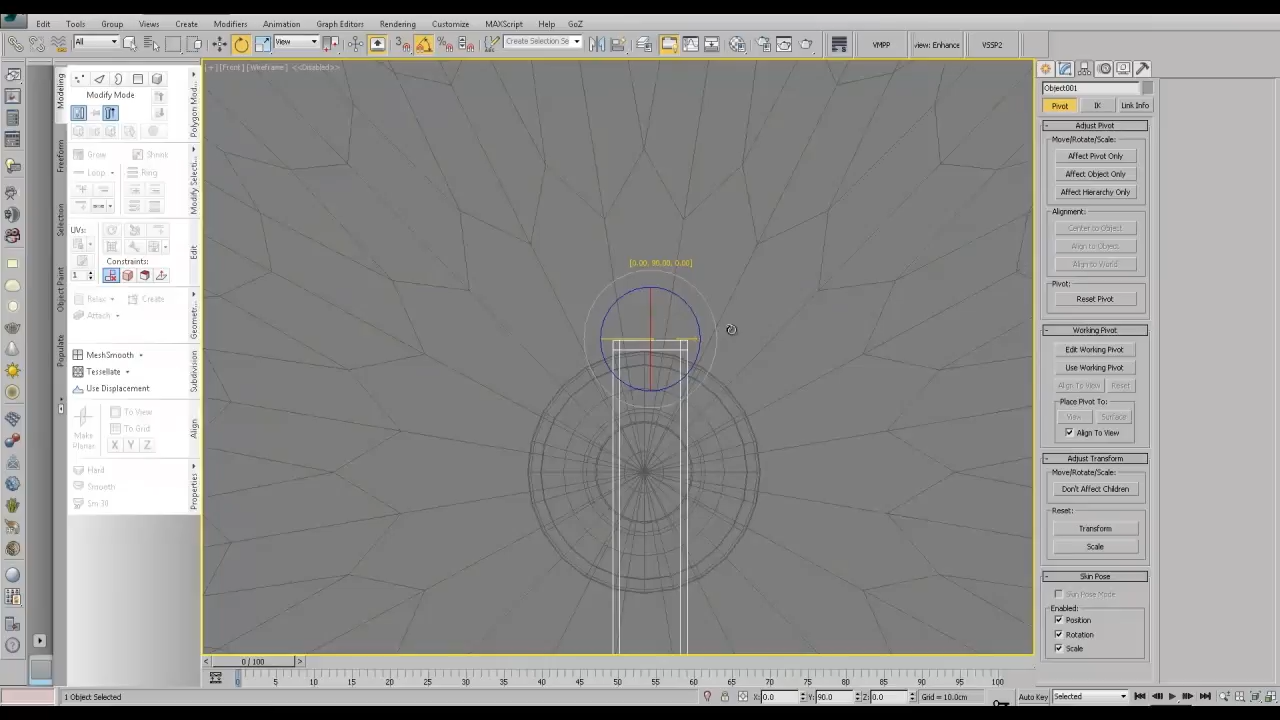 Edit Tools Group Views Create Modifiers Animation Graph Editors Rendering Customize MAXScript Help GoZ
All View Create Selection Se VMPP view: Enhance VSSP2
[ + ] [Front ] [Wireframe ] <<Disabled>>
Modeling
Freeform
Selection
Object Paint
Populate
Modify Mode
Polygon Mod...
Grow Shrink
Loop Ring
Modify Selecti...
UVs:
1
Constraints:
Edit
Relax Create
Attach
Geometr...
MeshSmooth
Tessellate
Use Displacement
Subdivision
Make Planar
To View
To Grid
X Y Z
Align
Hard
Smooth
Sm 30
Properties
[0.00, 90.00, 0.00]
Object001
Pivot IK Link Info
- Adjust Pivot
Move/Rotate/Scale:
Affect Pivot Only
Affect Object Only
Affect Hierarchy Only
Alignment:
Center to Object
Align to Object
Align to World
Pivot:
Reset Pivot
- Working Pivot
Edit Working Pivot
Use Working Pivot
Align To View Reset
Place Pivot To:
View Surface
Align To View
- Adjust Transform
Move/Rotate/Scale:
Don't Affect Children
Reset:
Transform
Scale
- Skin Pose
Skin Pose Mode
Enabled:
Position
Rotation
Scale
< 0 / 100 >
0 5 10 15 20 25 30 35 40 45 50 55 60 65 70 75 80 85 90 95 100
1 Object Selected X: 0.0 Y: 90.0 Z: 0.0 Grid = 10.0cm Auto Key Selected